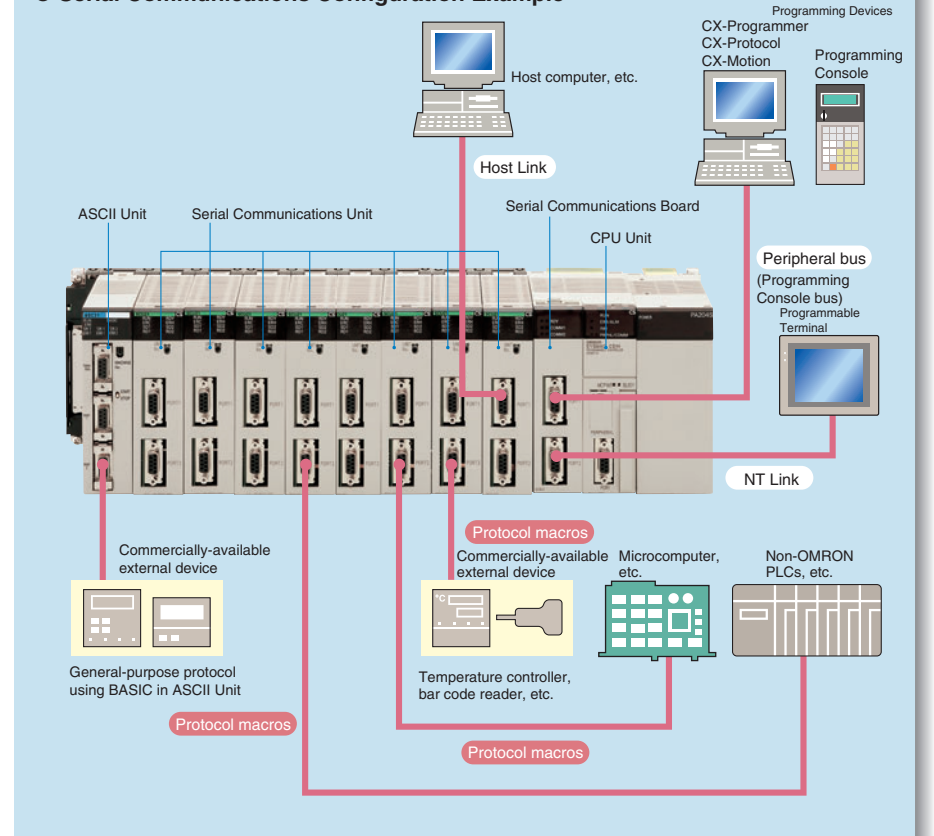 Programming Devices
CX-Programmer
CX-Protocol
CX-Motion
Programming
Console
Host computer, etc.
Host Link
ASCII Unit
Serial Communications Unit
Serial Communications Board
CPU Unit
Peripheral bus
(Programming
Console bus)
Programmable
Terminal
NT Link
Protocol macros
Commercially-available
external device
Commercially-available
external device
Microcomputer,
etc.
Non-OMRON
PLCs, etc.
°C
General-purpose protocol
using BASIC in ASCII Unit
Temperature controller,
bar code reader, etc.
Protocol macros
Protocol macros